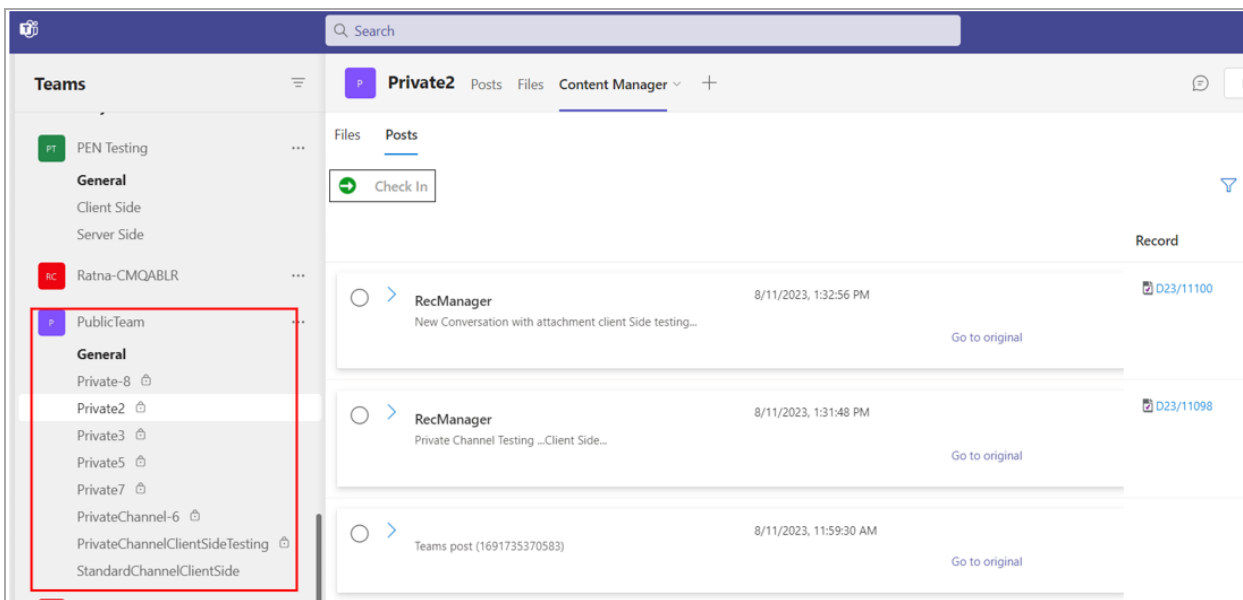 Search
Teams
P Private2 Posts Files Content Manager
Files Posts
PT PEN Testing
General
Check In
Client Side
Server Side
Record
RC Ratna-CMQABLR
RecManager 8/11/2023, 1:32:56 PM D23/11100
New Conversation with attachment client Side testing...
Go to original
P PublicTeam
General
Private-8
Private2
Private3
Private5
Private7
PrivateChannel-6
PrivateChannelClientSideTesting
StandardChannelClientSide
RecManager 8/11/2023, 1:31:48 PM D23/11098
Private Channel Testing ...Client Side...
Go to original
8/11/2023, 11:59:30 AM
Teams post (1691735370583)
Go to original